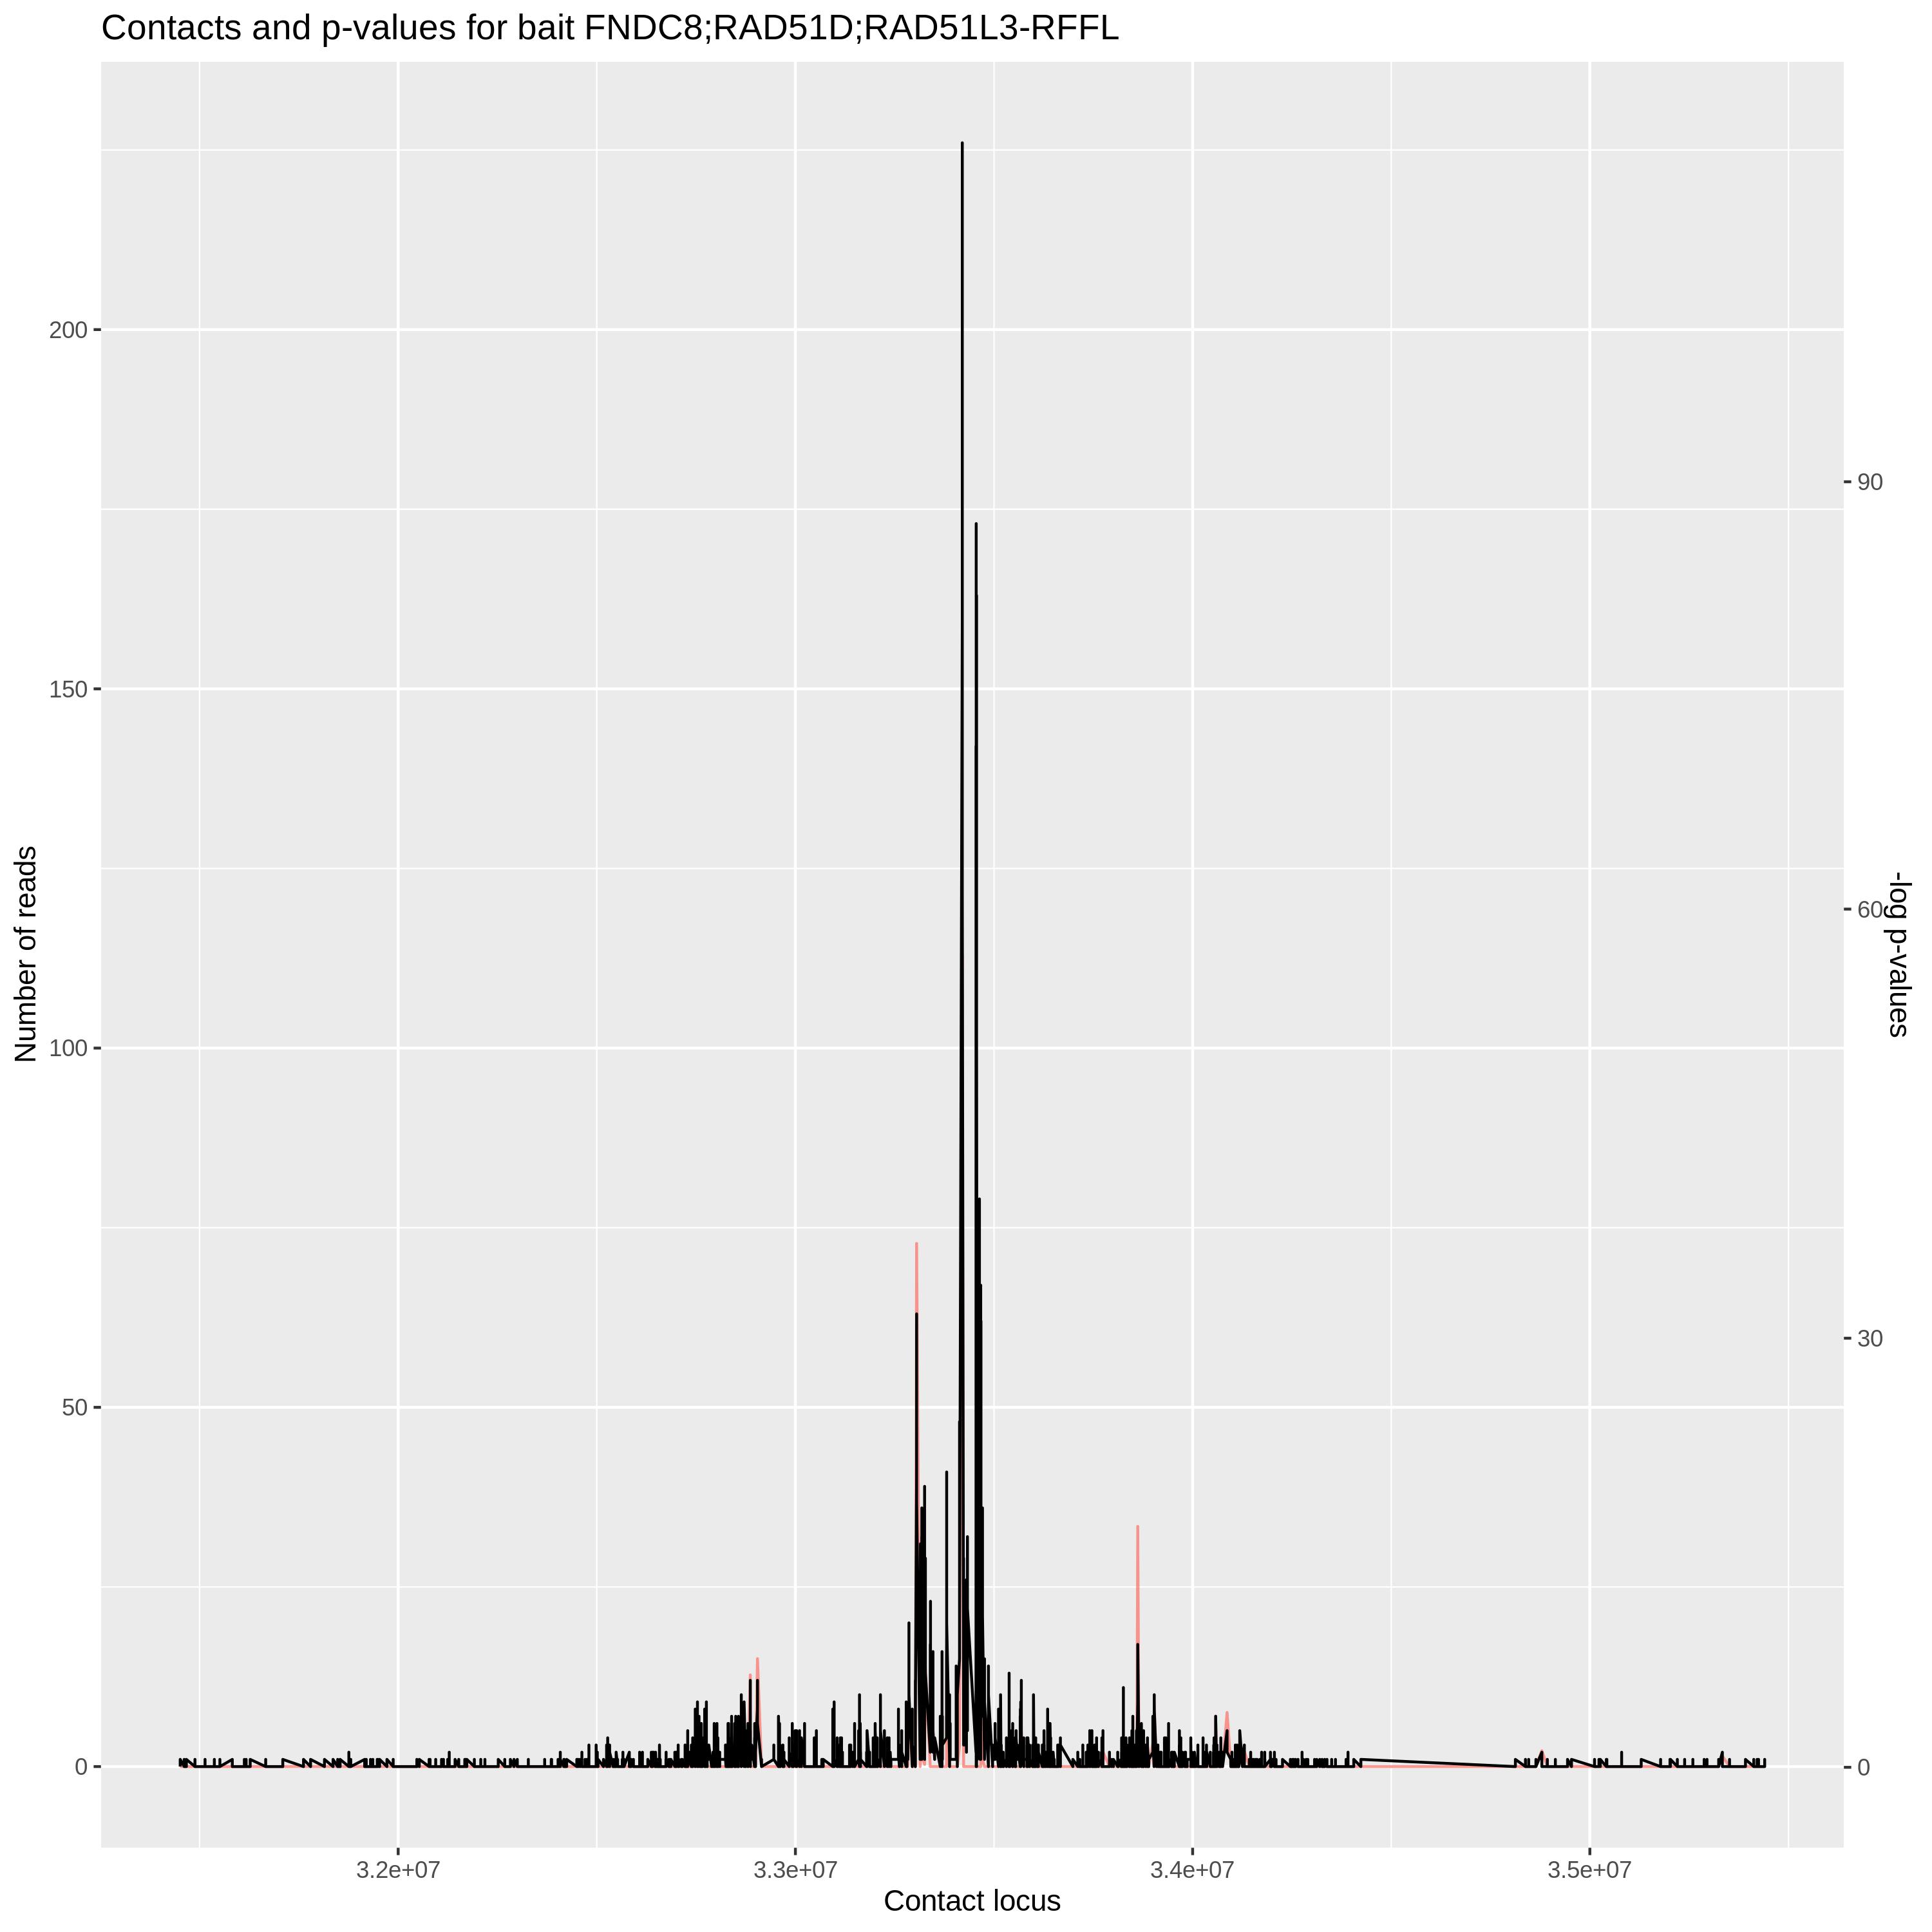 Contacts and p-values for bait FNDC8;RAD51D;RAD51L3-RFFL
200
150
100
50
0
Number of reads
90
60
30
0
-log p-values
3.2e+07
3.3e+07
3.4e+07
3.5e+07
Contact locus